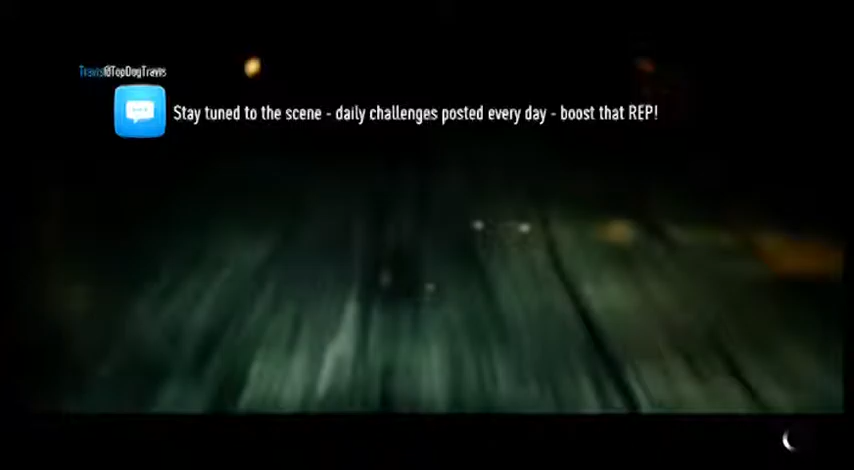 Travis@TopDogTravis
Stay tuned to the scene - daily challenges posted every day - boost that REP!